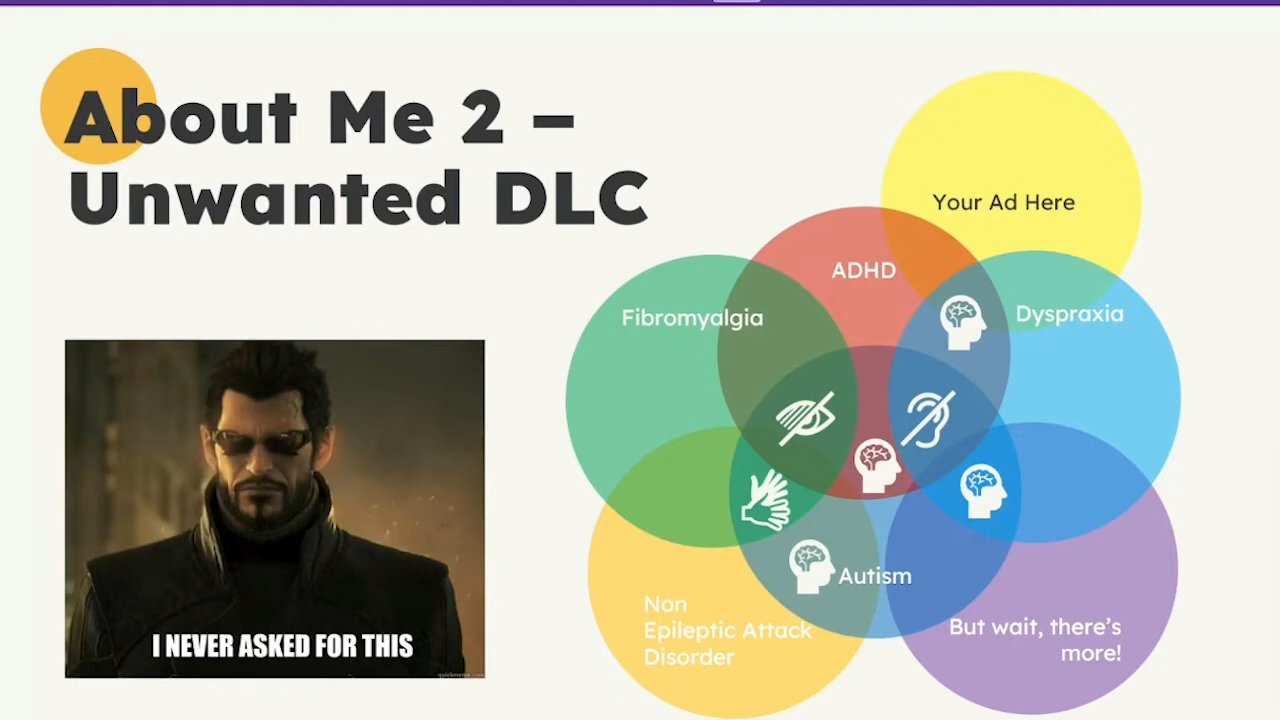 About Me 2 –
Unwanted DLC
Your Ad Here
ADHD
Fibromyalgia
Dyspraxia
Autism
Non
Epileptic Attack
Disorder
But wait, there's
more!
I NEVER ASKED FOR THIS